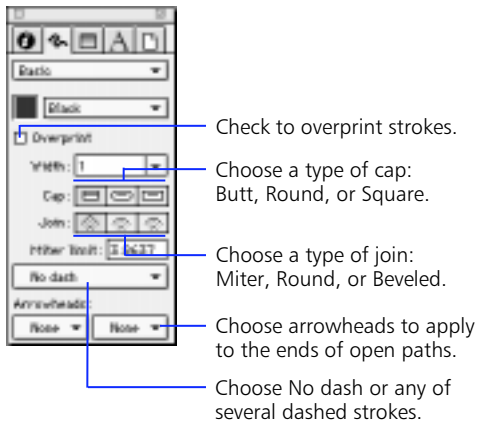 A
Basic
Black
Overprint
Width: 1
Cap:
Join:
Miter limit:
No dash
Arrowheads:
None None
Check to overprint strokes.
Choose a type of cap:
Butt, Round, or Square.
Choose a type of join:
Miter, Round, or Beveled.
Choose arrowheads to apply
to the ends of open paths.
Choose No dash or any of
several dashed strokes.